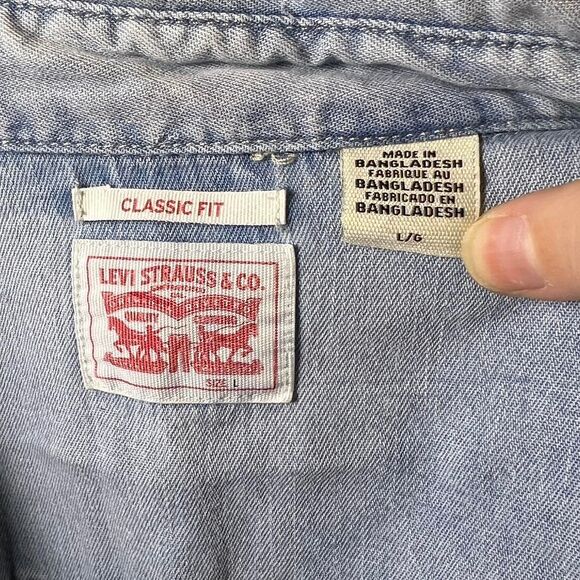 CLASSIC FIT
LEVI STRAUSS & CO.
SIZE L
MADE IN
BANGLADESH
FABRIQUE AU
BANGLADESH
FABRICADO EN
BANGLADESH
L/G